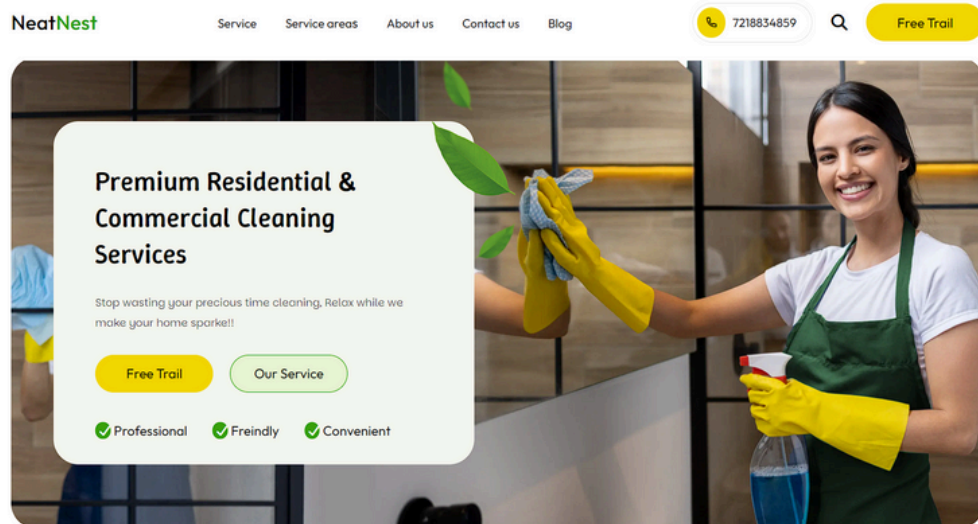 NeatNest
Service
Service areas
About us
Contact us
Blog
7218834859
Free Trail
Premium Residential &
Commercial Cleaning
Services
Stop wasting your precious time cleaning, Relax while we
make your home sparke!!
Free Trail
Our Service
Professional
Freindly
Convenient